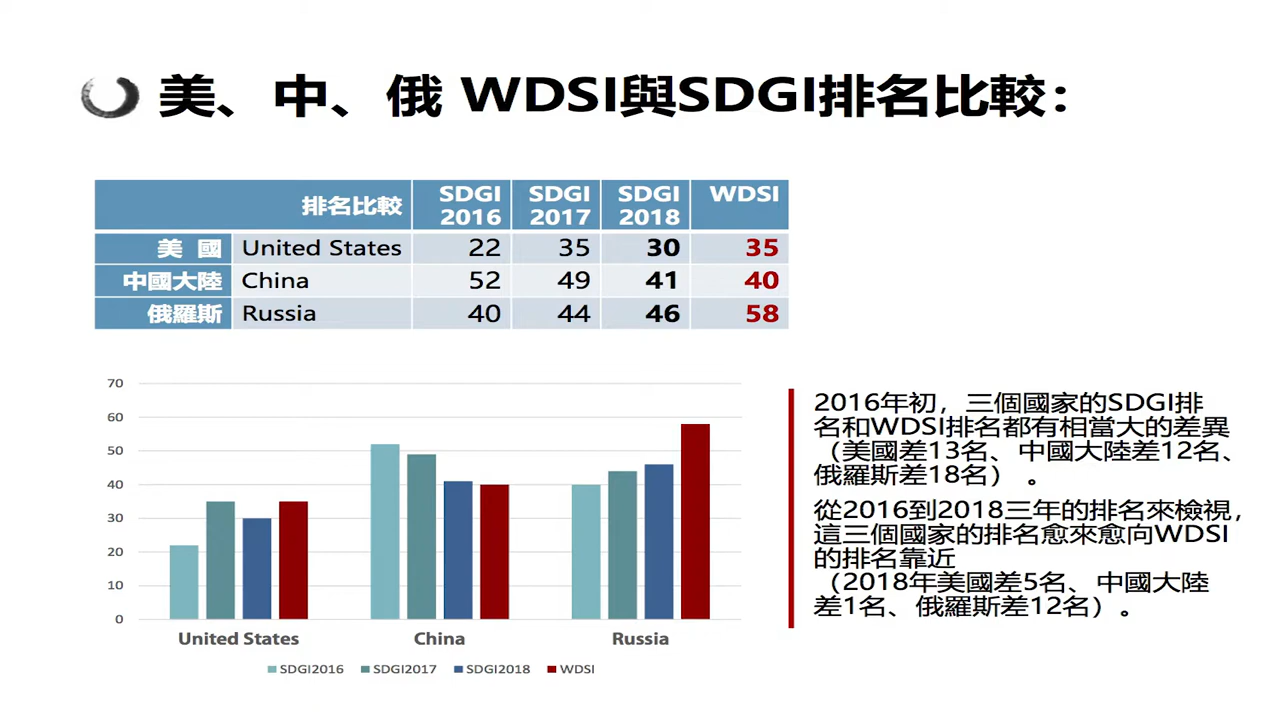 美、中、俄 WDSI與SDGI排名比較：
排名比較 SDGI 2016 SDGI 2017 SDGI 2018 WDSI
美 國 United States 22 35 30 35
中國大陸 China 52 49 41 40
俄羅斯 Russia 40 44 46 58
70
60
50
40
30
20
10
0
United States China Russia
SDGI2016 SDGI2017 SDGI2018 WDSI
2016年初，三個國家的SDGI排
名和WDSI排名都有相當大的差異
（美國差13名、中國大陸差12名、
俄羅斯差18名）。
從2016到2018三年的排名來檢視，
這三個國家的排名愈來愈向WDSI
的排名靠近
（2018年美國差5名、中國大陸
差1名、俄羅斯差12名）。